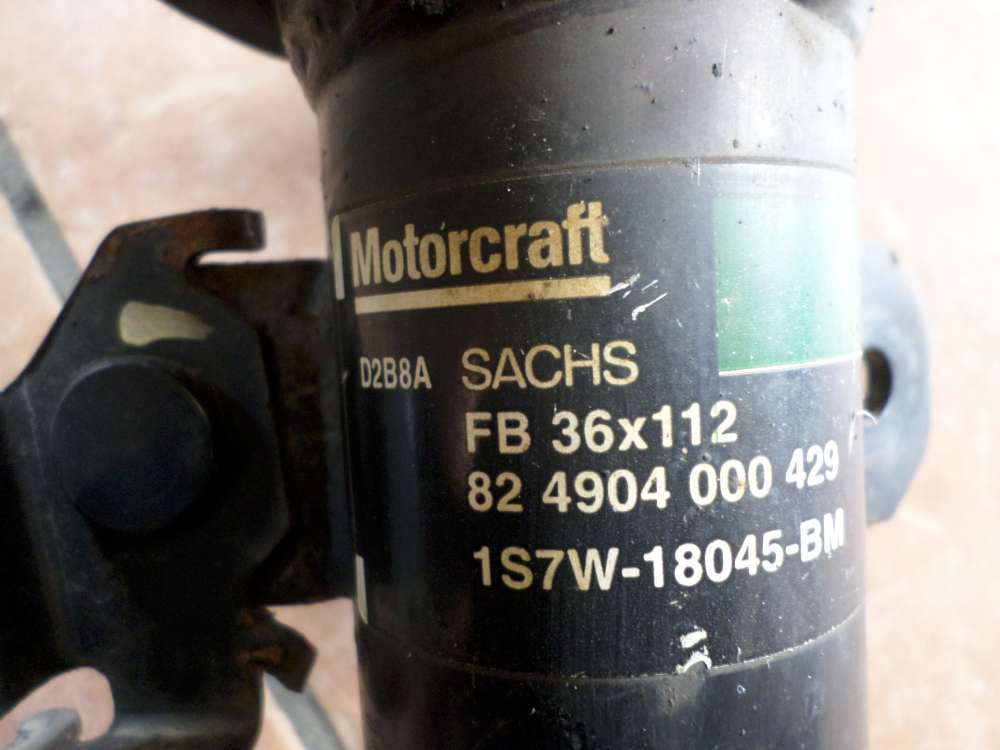 Motorcraft
D2B8A SACHS
FB 36x112
82 4904 000 429
1S7W-18045-BM